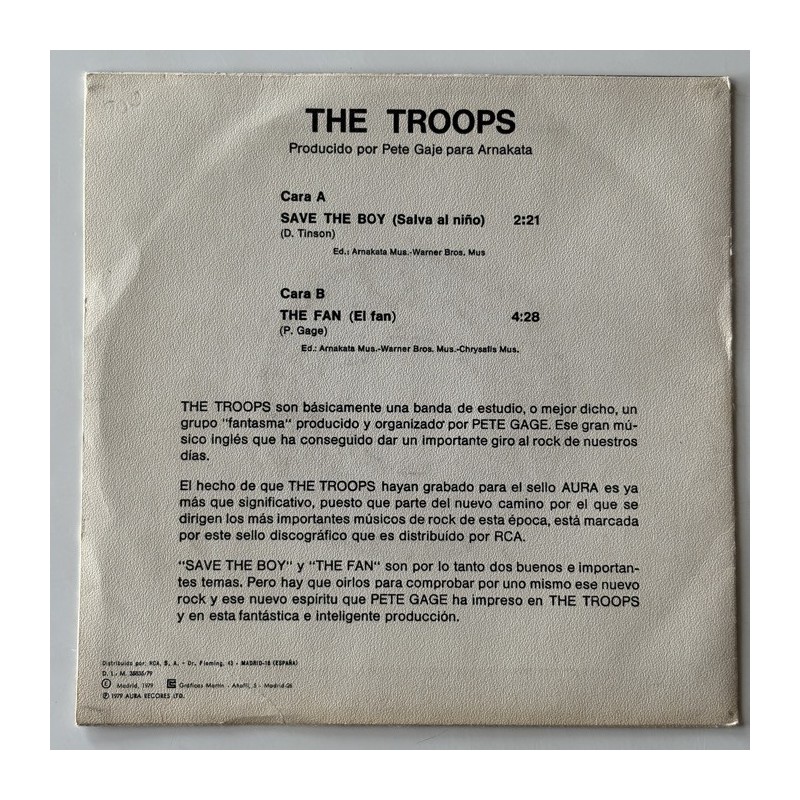 THE TROOPS
Producido por Pete Gaje para Arnakata
Cara A
SAVE THE BOY (Salva al niño) 2:21
(D. Tinson)
Ed.: Arnakata Mus.-Warner Bros. Mus
Cara B
THE FAN (El fan) 4:28
(P. Gage)
Ed.: Arnakata Mus.-Warner Bros. Mus.-Chrysalis Mus.
THE TROOPS son básicamente una banda de estudio, o mejor dicho, un
grupo "fantasma" producido y organizado por PETE GAGE. Ese gran mú-
sico inglés que ha conseguido dar un importante giro al rock de nuestros
días.
El hecho de que THE TROOPS hayan grabado para el sello AURA es ya
más que significativo, puesto que parte del nuevo camino por el que se
dirigen los más importantes músicos de rock de esta época, está marcada
por este sello discográfico que es distribuído por RCA.
"SAVE THE BOY" y "THE FAN" son por lo tanto dos buenos e importan-
tes temas. Pero hay que oirlos para comprobar por uno mismo ese nuevo
rock y ese nuevo espíritu que PETE GAGE ha impreso en THE TROOPS
y en esta fantástica e inteligente producción.
Distribuido por: RCA, S. A. - Dr. Fleming, 43 - MADRID-16 (ESPAÑA)
D. L.- M. 38835/79
© Madrid, 1979 Gráficas Martin - Añafil, 5 - Madrid-26
℗ 1979 AURA RECORDS LTD.